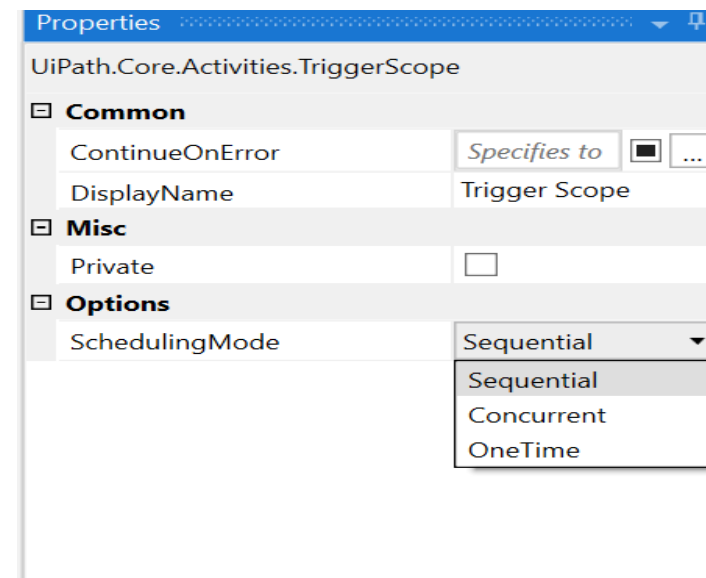 Properties
UiPath.Core.Activities.TriggerScope
Common
ContinueOnError Specifies to ...
DisplayName Trigger Scope
Misc
Private
Options
SchedulingMode Sequential
Sequential
Concurrent
OneTime